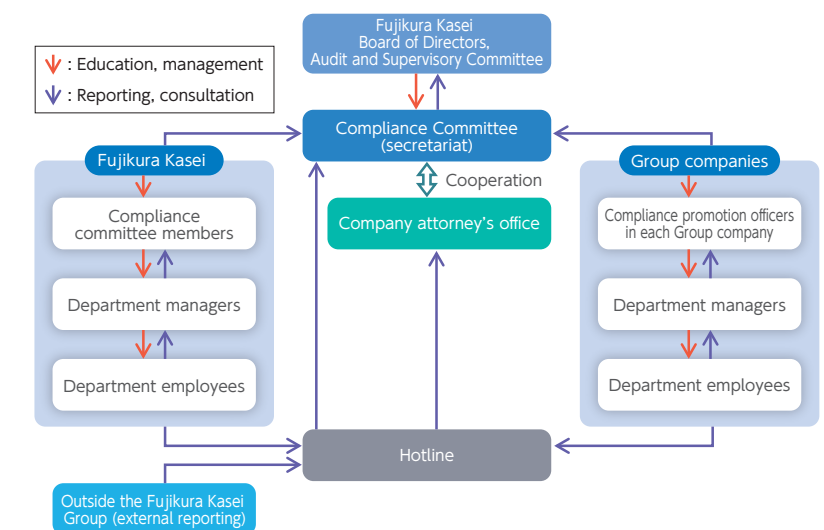 Fujikura Kasei
Board of Directors,
Audit and Supervisory Committee
: Education, management
: Reporting, consultation
Compliance Committee
(secretariat)
Fujikura Kasei
Group companies
Cooperation
Compliance
committee members
Company attorney’s office
Compliance promotion officers
in each Group company
Department managers
Department managers
Department employees
Department employees
Hotline
Outside the Fujikura Kasei
Group (external reporting)